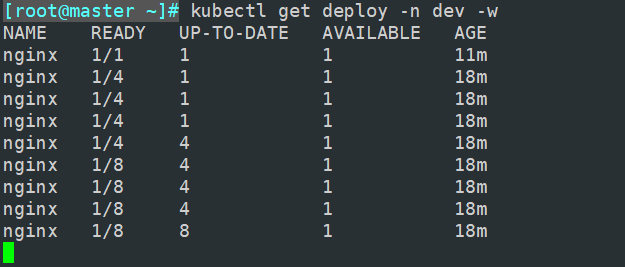 [root@master ~]# kubectl get deploy -n dev -w
NAME READY UP-TO-DATE AVAILABLE AGE
nginx 1/1 1 1 11m
nginx 1/4 1 1 18m
nginx 1/4 1 1 18m
nginx 1/4 1 1 18m
nginx 1/4 4 1 18m
nginx 1/8 4 1 18m
nginx 1/8 4 1 18m
nginx 1/8 4 1 18m
nginx 1/8 8 1 18m